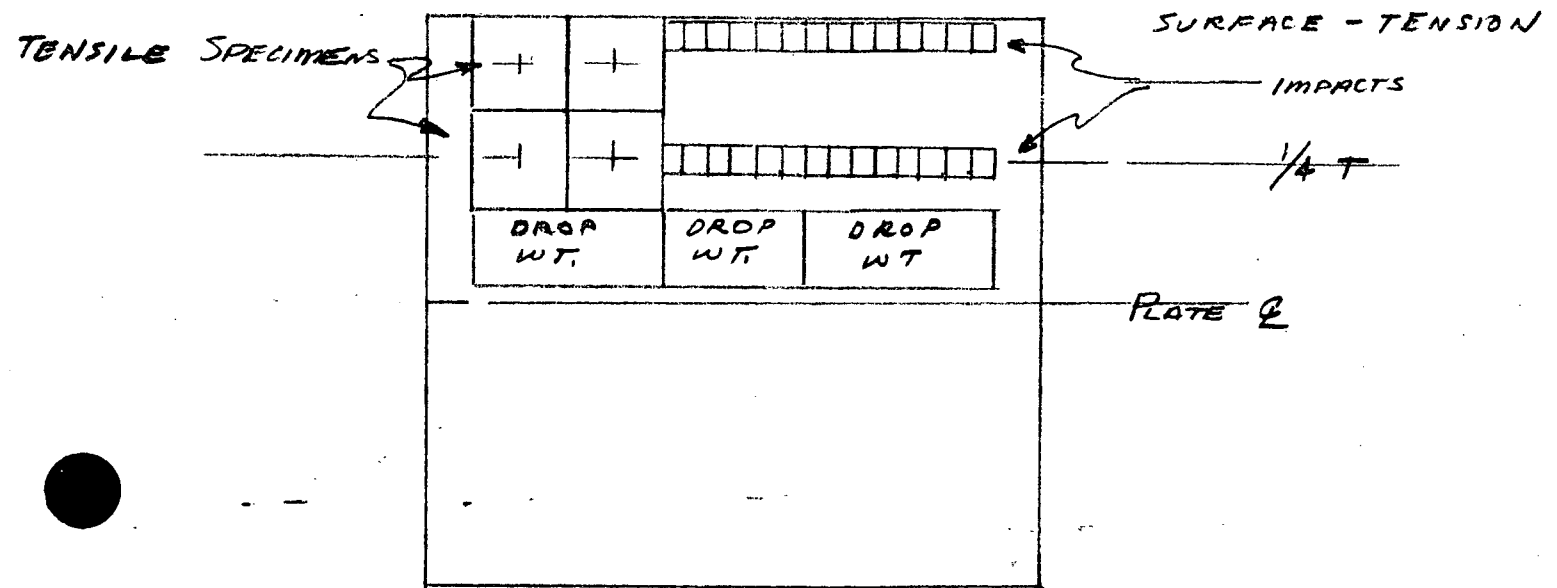 SURFACE - TENSION
TENSILE SPECIMENS
IMPACTS
1/4 T
DROP
WT.
DROP
WT.
DROP
WT
PLATE ℄